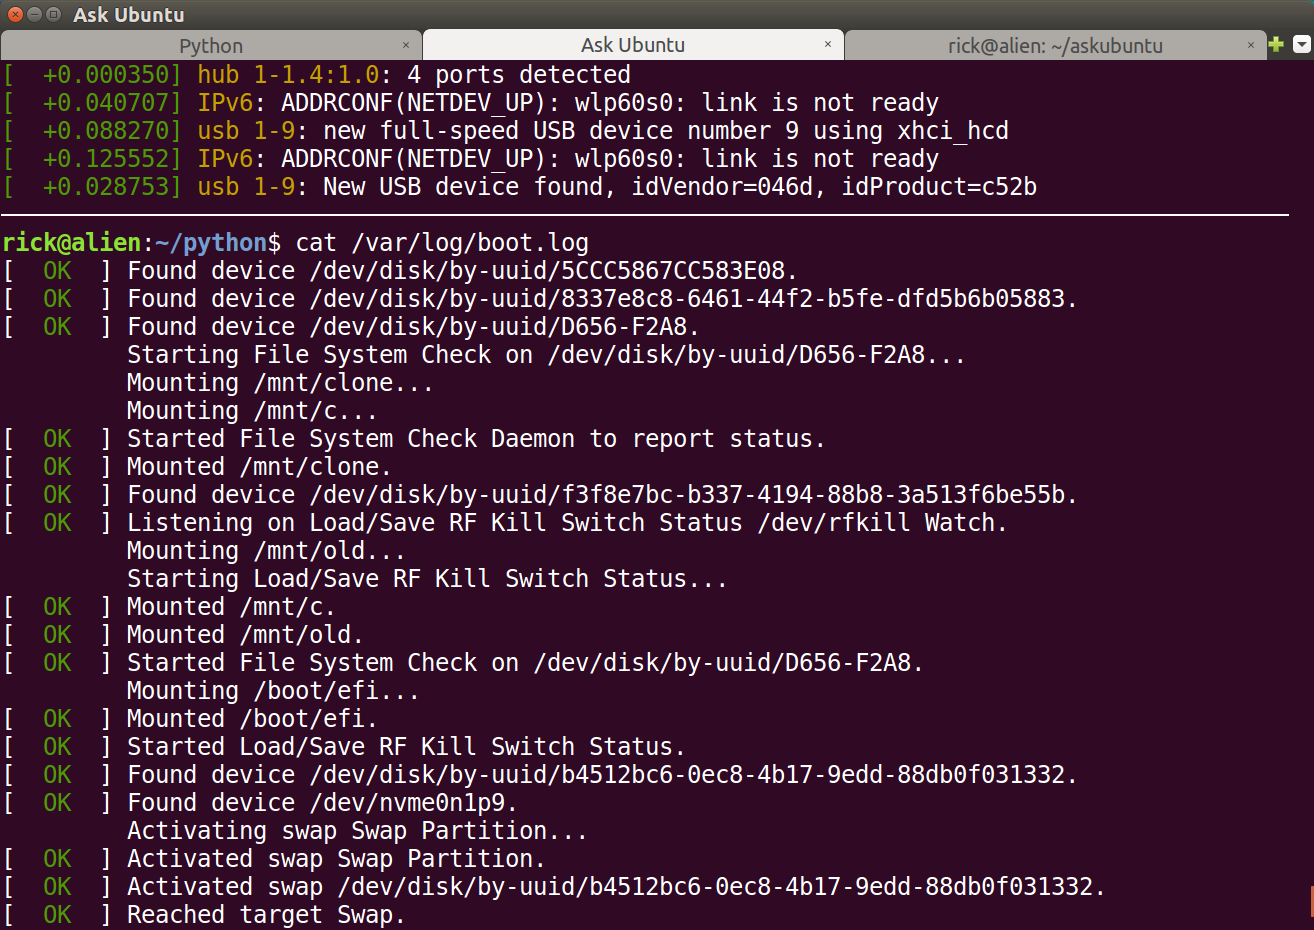 Ask Ubuntu
Python × Ask Ubuntu × rick@alien: ~/askubuntu ×
[  +0.000350] hub 1-1.4:1.0: 4 ports detected
[  +0.040707] IPv6: ADDRCONF(NETDEV_UP): wlp60s0: link is not ready
[  +0.088270] usb 1-9: new full-speed USB device number 9 using xhci_hcd
[  +0.125552] IPv6: ADDRCONF(NETDEV_UP): wlp60s0: link is not ready
[  +0.028753] usb 1-9: New USB device found, idVendor=046d, idProduct=c52b
rick@alien:~/python$ cat /var/log/boot.log
[  OK  ] Found device /dev/disk/by-uuid/5CCC5867CC583E08.
[  OK  ] Found device /dev/disk/by-uuid/8337e8c8-6461-44f2-b5fe-dfd5b6b05883.
[  OK  ] Found device /dev/disk/by-uuid/D656-F2A8.
         Starting File System Check on /dev/disk/by-uuid/D656-F2A8...
         Mounting /mnt/clone...
         Mounting /mnt/c...
[  OK  ] Started File System Check Daemon to report status.
[  OK  ] Mounted /mnt/clone.
[  OK  ] Found device /dev/disk/by-uuid/f3f8e7bc-b337-4194-88b8-3a513f6be55b.
[  OK  ] Listening on Load/Save RF Kill Switch Status /dev/rfkill Watch.
         Mounting /mnt/old...
         Starting Load/Save RF Kill Switch Status...
[  OK  ] Mounted /mnt/c.
[  OK  ] Mounted /mnt/old.
[  OK  ] Started File System Check on /dev/disk/by-uuid/D656-F2A8.
         Mounting /boot/efi...
[  OK  ] Mounted /boot/efi.
[  OK  ] Started Load/Save RF Kill Switch Status.
[  OK  ] Found device /dev/disk/by-uuid/b4512bc6-0ec8-4b17-9edd-88db0f031332.
[  OK  ] Found device /dev/nvme0n1p9.
         Activating swap Swap Partition...
[  OK  ] Activated swap Swap Partition.
[  OK  ] Activated swap /dev/disk/by-uuid/b4512bc6-0ec8-4b17-9edd-88db0f031332.
[  OK  ] Reached target Swap.